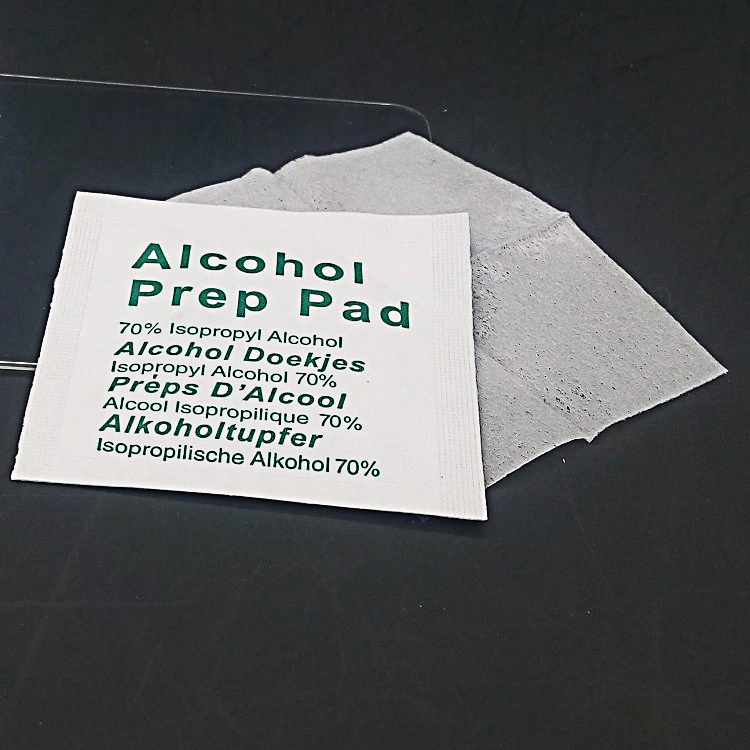 Alcohol
Prep Pad
70% Isopropyl Alcohol
Alcohol Doekjes
Isopropyl Alcohol 70%
Prėps D'Alcool
Alcool Isopropilique 70%
Alkoholtupfer
Isopropilische Alkohol 70%